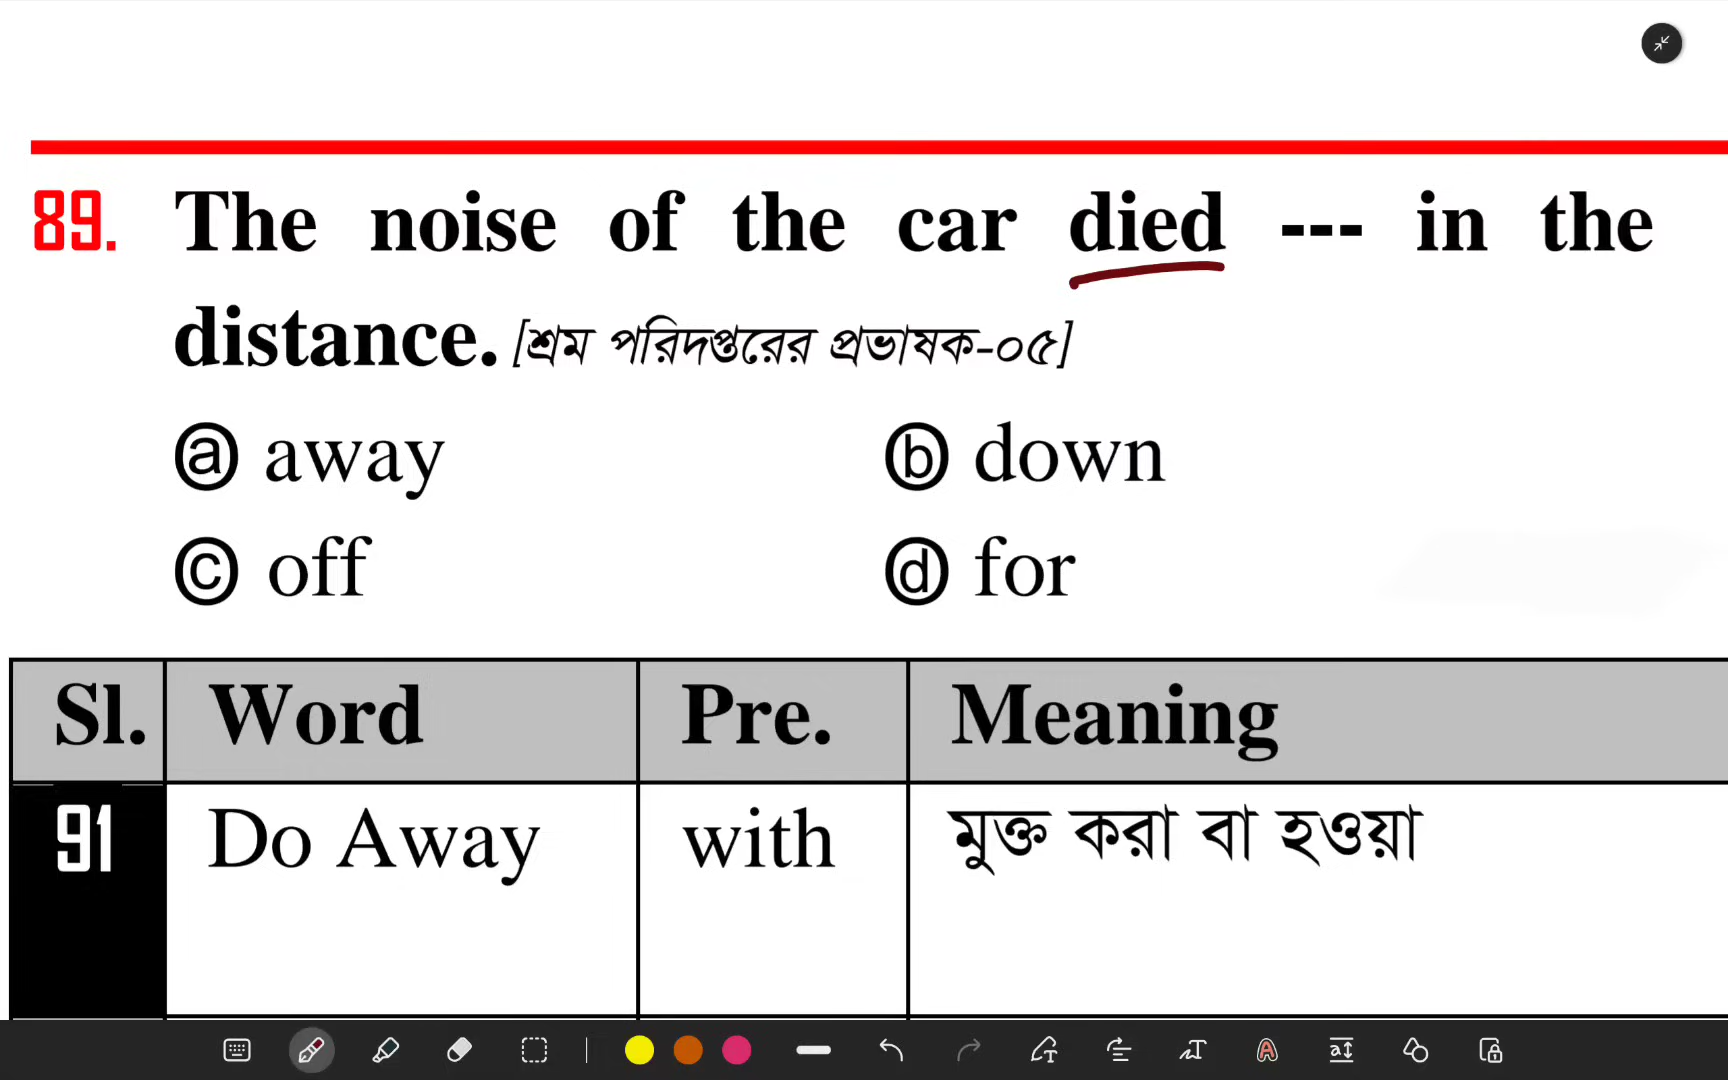 89. The noise of the car died --- in the
distance. [শ্রম পরিদপ্তরের প্রভাষক-০৫]
ⓐ away ⓑ down
ⓒ off ⓓ for
Sl. Word Pre. Meaning
91 Do Away with মুক্ত করা বা হওয়া